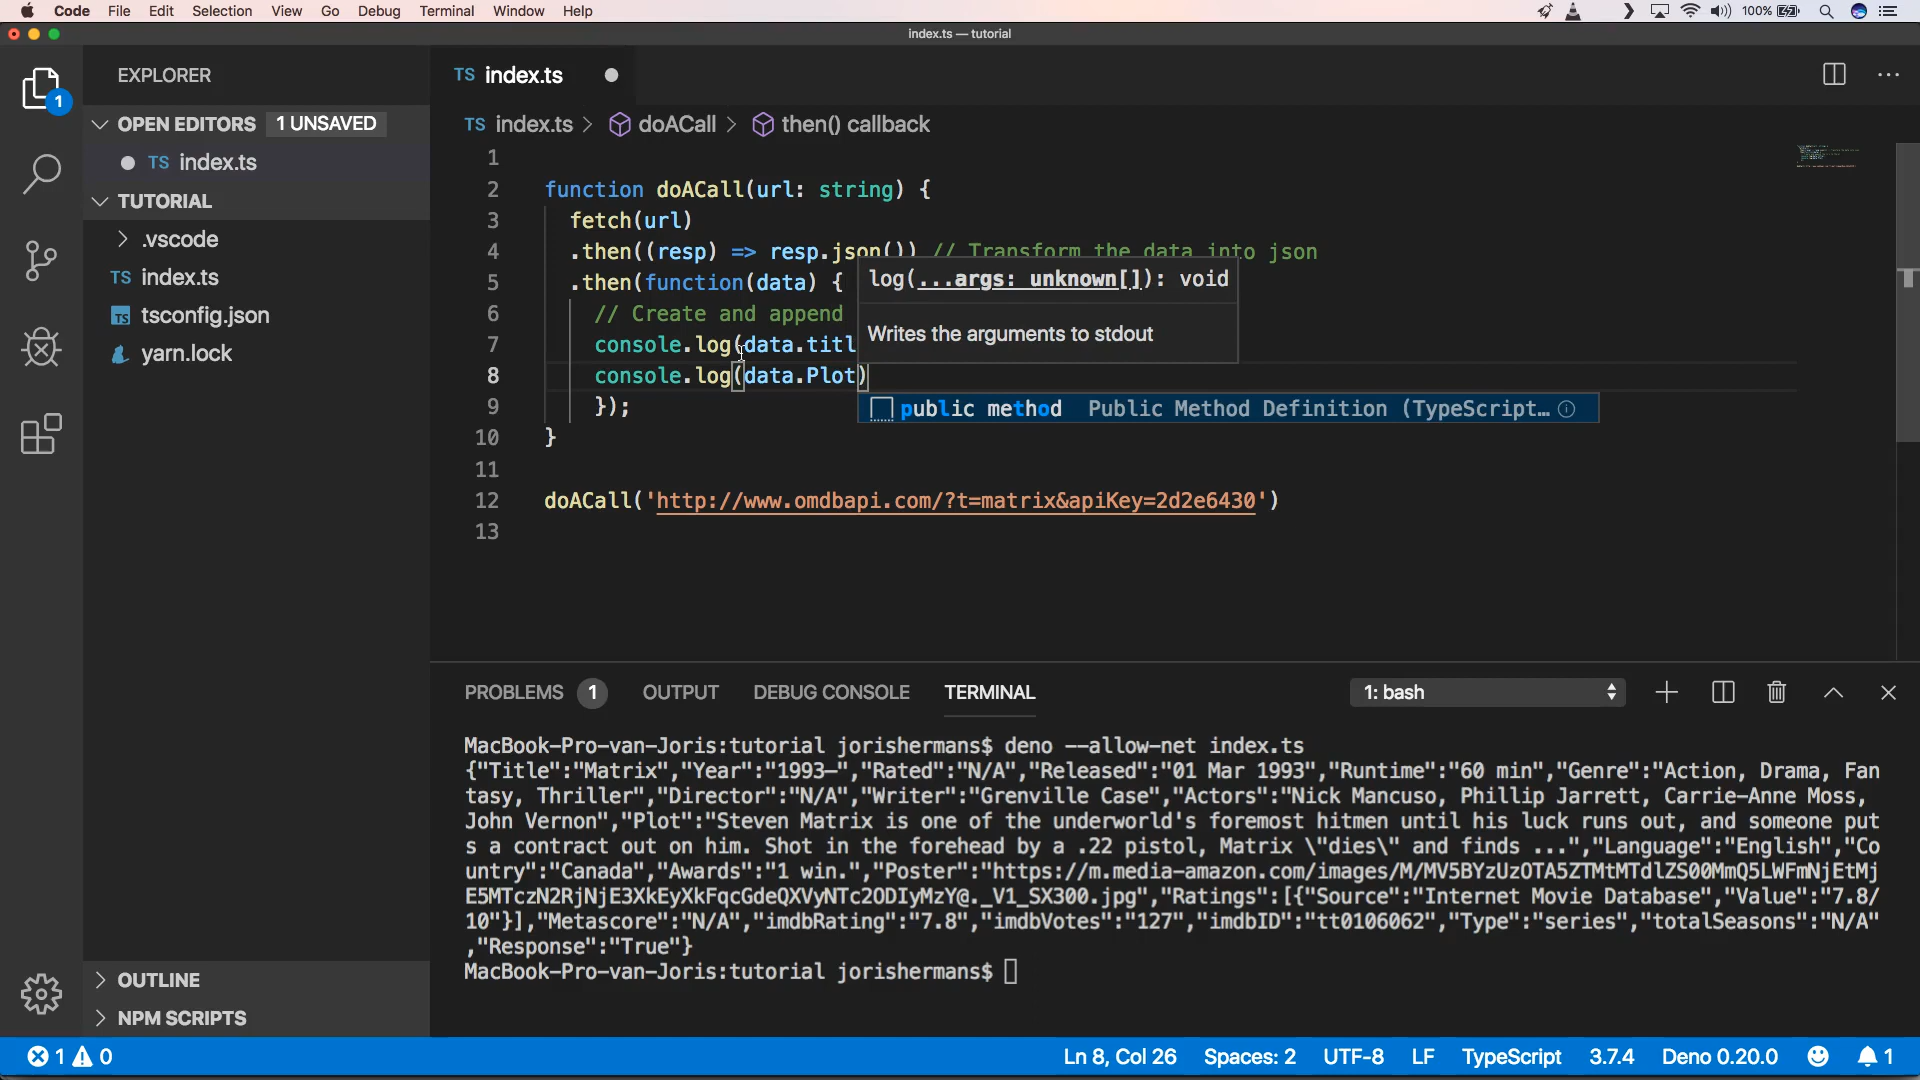 Code File Edit Selection View Go Debug Terminal Window Help 100%
index.ts — tutorial
EXPLORER
OPEN EDITORS 1 UNSAVED
TS index.ts
TUTORIAL
.vscode
TS index.ts
TS tsconfig.json
yarn.lock
OUTLINE
NPM SCRIPTS
1
TS index.ts
TS index.ts > doACall > then() callback
1
2 function doACall(url: string) {
3 fetch(url)
4 .then((resp) => resp.json()) // Transform the data into json
5 .then(function(data) {
6 // Create and append
7 console.log(data.titl
8 console.log(data.Plot)
9 });
10 }
11
12 doACall('http://www.omdbapi.com/?t=matrix&apiKey=2d2e6430')
13
log(...args: unknown[]): void
Writes the arguments to stdout
public method Public Method Definition (TypeScript…
PROBLEMS 1 OUTPUT DEBUG CONSOLE TERMINAL 1: bash
MacBook-Pro-van-Joris:tutorial jorishermans$ deno --allow-net index.ts
{"Title":"Matrix","Year":"1993–","Rated":"N/A","Released":"01 Mar 1993","Runtime":"60 min","Genre":"Action, Drama, Fan
tasy, Thriller","Director":"N/A","Writer":"Grenville Case","Actors":"Nick Mancuso, Phillip Jarrett, Carrie-Anne Moss,
John Vernon","Plot":"Steven Matrix is one of the underworld's foremost hitmen until his luck runs out, and someone put
s a contract out on him. Shot in the forehead by a .22 pistol, Matrix \"dies\" and finds ...","Language":"English","Co
untry":"Canada","Awards":"1 win.","Poster":"https://m.media-amazon.com/images/M/MV5BYzUzOTA5ZTMtMTdlZS00MmQ5LWFmNjEtMj
E5MTczN2RjNjE3XkEyXkFqcGdeQXVyNTc2ODIyMzY@._V1_SX300.jpg","Ratings":[{"Source":"Internet Movie Database","Value":"7.8/
10"}],"Metascore":"N/A","imdbRating":"7.8","imdbVotes":"127","imdbID":"tt0106062","Type":"series","totalSeasons":"N/A"
,"Response":"True"}
MacBook-Pro-van-Joris:tutorial jorishermans$
1 0 Ln 8, Col 26 Spaces: 2 UTF-8 LF TypeScript 3.7.4 Deno 0.20.0 1